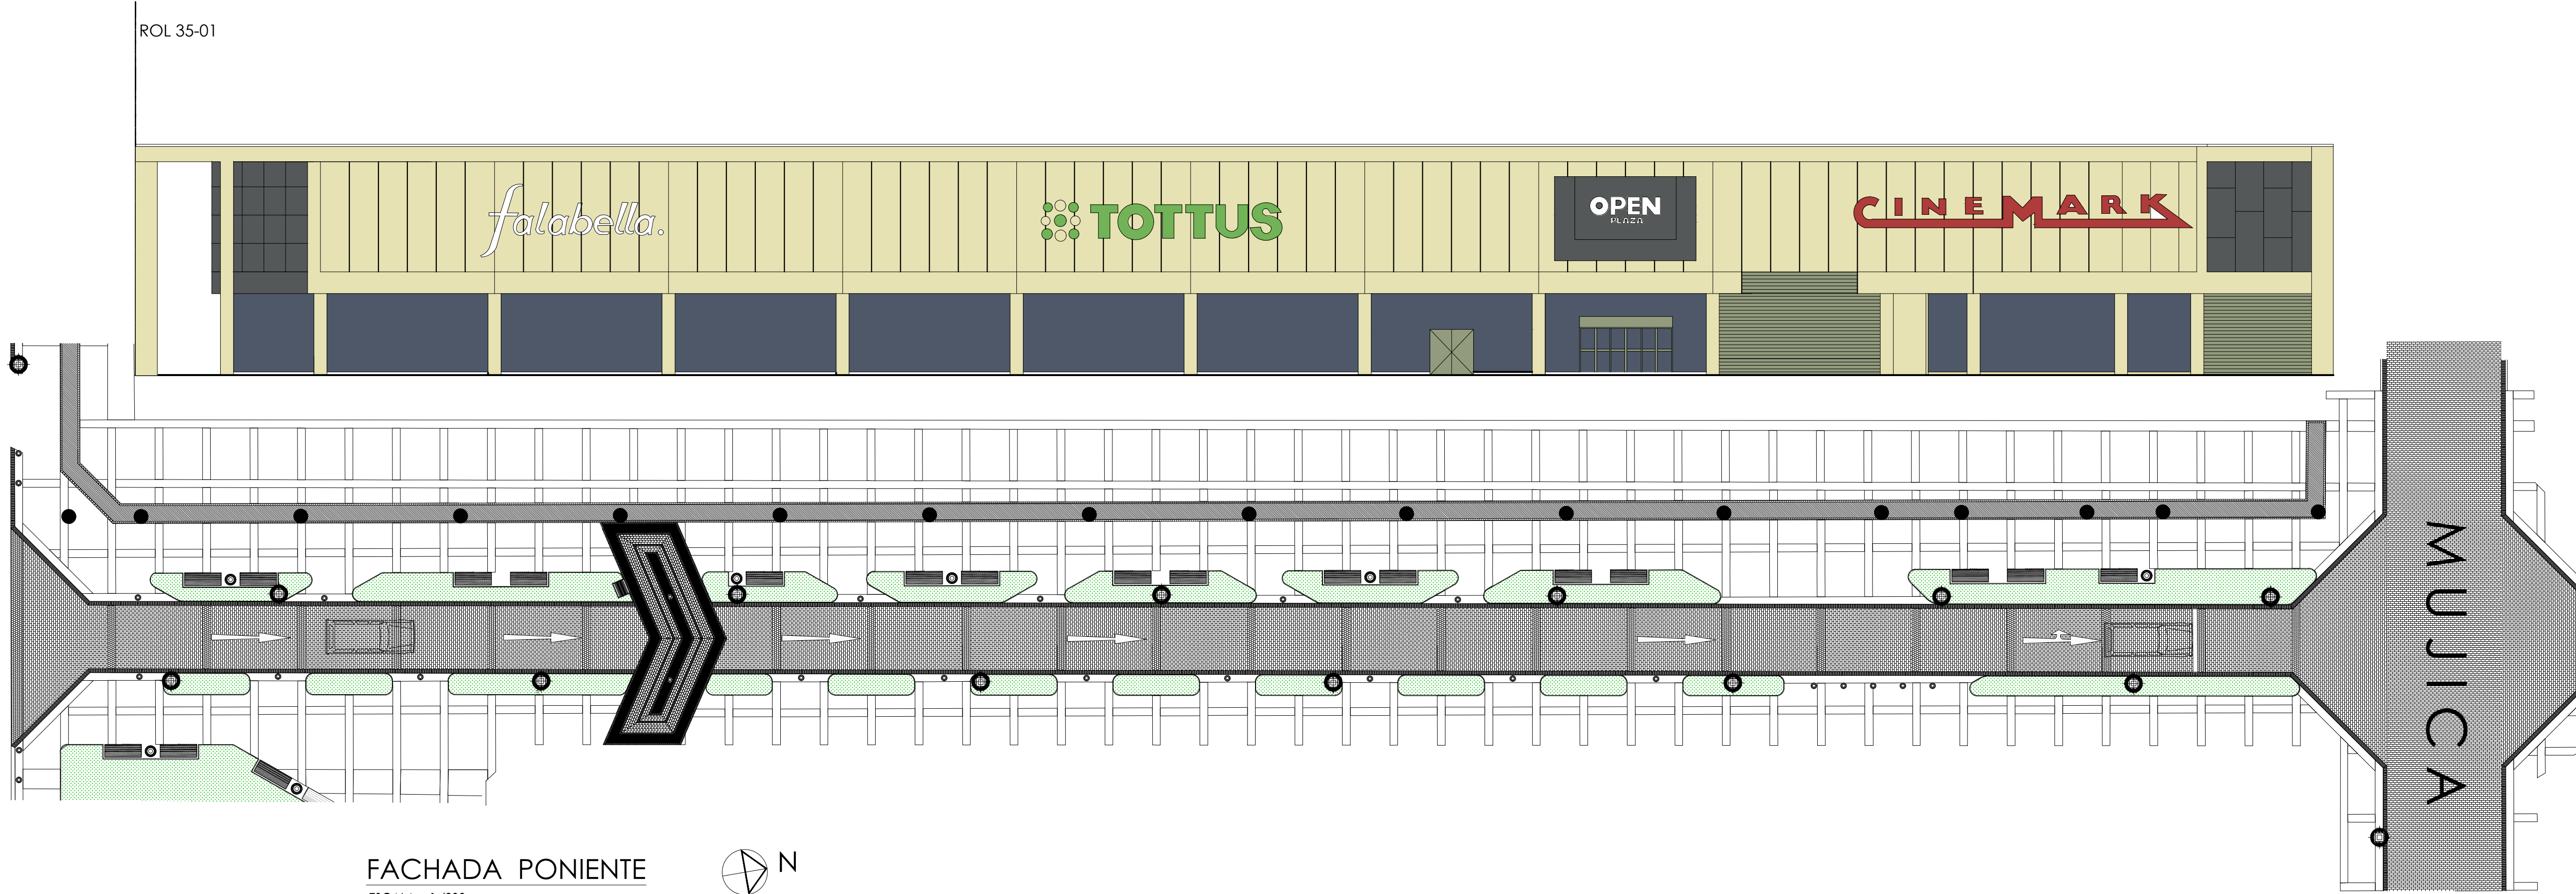 ROL 35-01
falabella.
TOTTUS
OPEN
PLAZA
CINEMARK
MUJICA
FACHADA PONIENTE
N